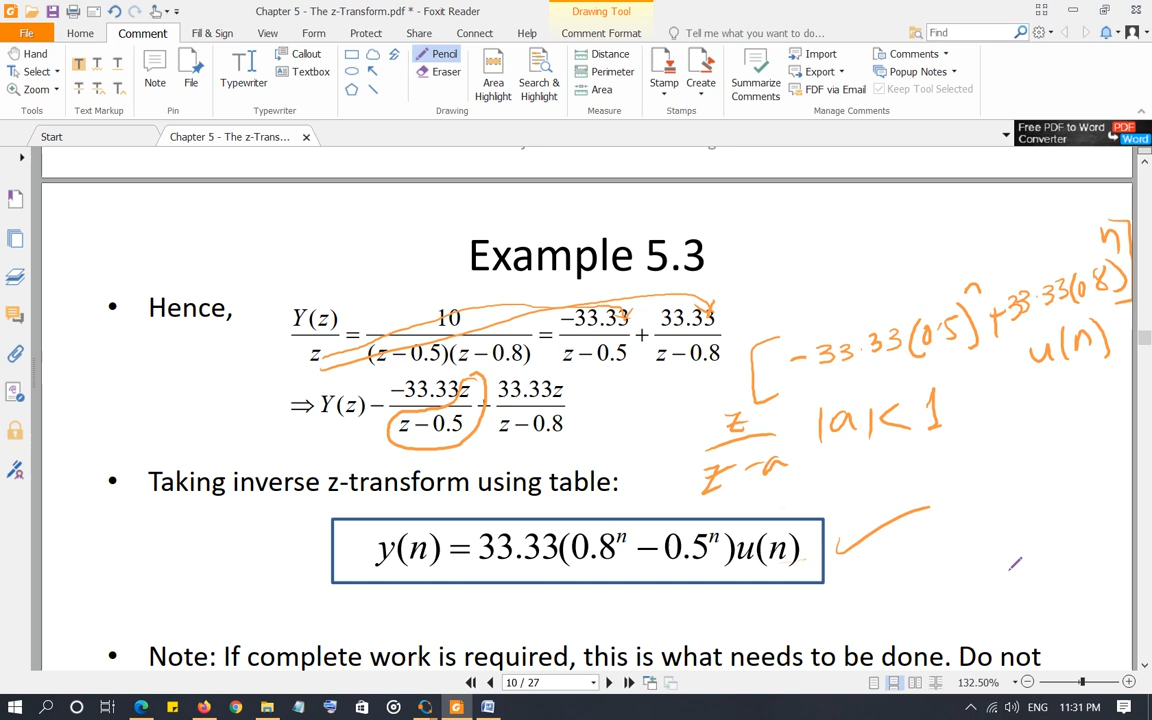 Chapter 5 - The z-Transform.pdf * - Foxit Reader
Drawing Tool
File Home Comment Fill & Sign View Form Protect Share Connect Help Comment Format Tell me what you want to do... Find
Hand
Select
Zoom
Tools
T T T
T T T
Text Markup
Note File
Pin
Typewriter Callout Textbox
Typewriter
Pencil
Eraser
Drawing
Area Highlight
Search & Highlight
Distance
Perimeter
Area
Measure
Stamp Create
Stamps
Summarize Comments
Import
Export
FDF via Email
Comments
Popup Notes
Keep Tool Selected
Manage Comments
Start Chapter 5 - The z-Trans...
Free PDF to Word Converter PDF Word
Example 5.3
• Hence,
Y(z)/z = 10/((z − 0.5)(z − 0.8)) = −33.33/(z − 0.5) + 33.33/(z − 0.8)
[-33.33(0.5)^n + 33.33(0.8)^n] u(n)
⇒ Y(z) − −33.33z/(z − 0.5) + 33.33z/(z − 0.8)
z/(z-a) |a|<1
• Taking inverse z-transform using table:
y(n) = 33.33(0.8^n − 0.5^n)u(n)
• Note: If complete work is required, this is what needs to be done. Do not
10 / 27 132.50%
ENG 11:31 PM